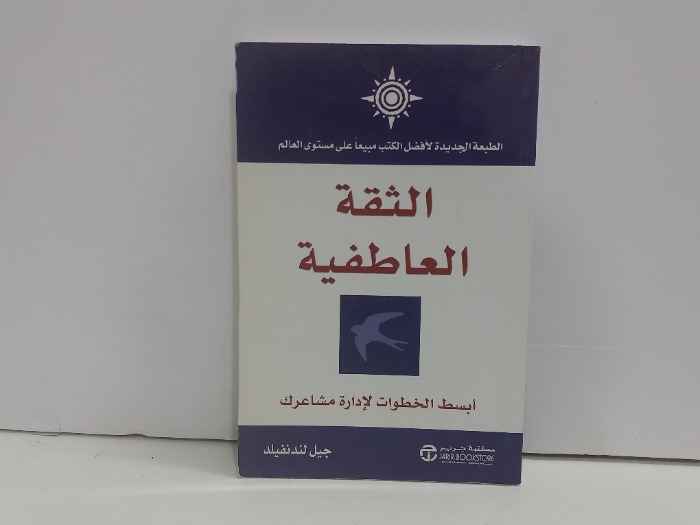 الطبعة الجديدة لأفضل الكتب مبيعاً على مستوى العالم
الثقة
العاطفية
أبسط الخطوات لإدارة مشاعرك
جيل لندنفيلد
مكتبة جرير
JARIR BOOKSTORE